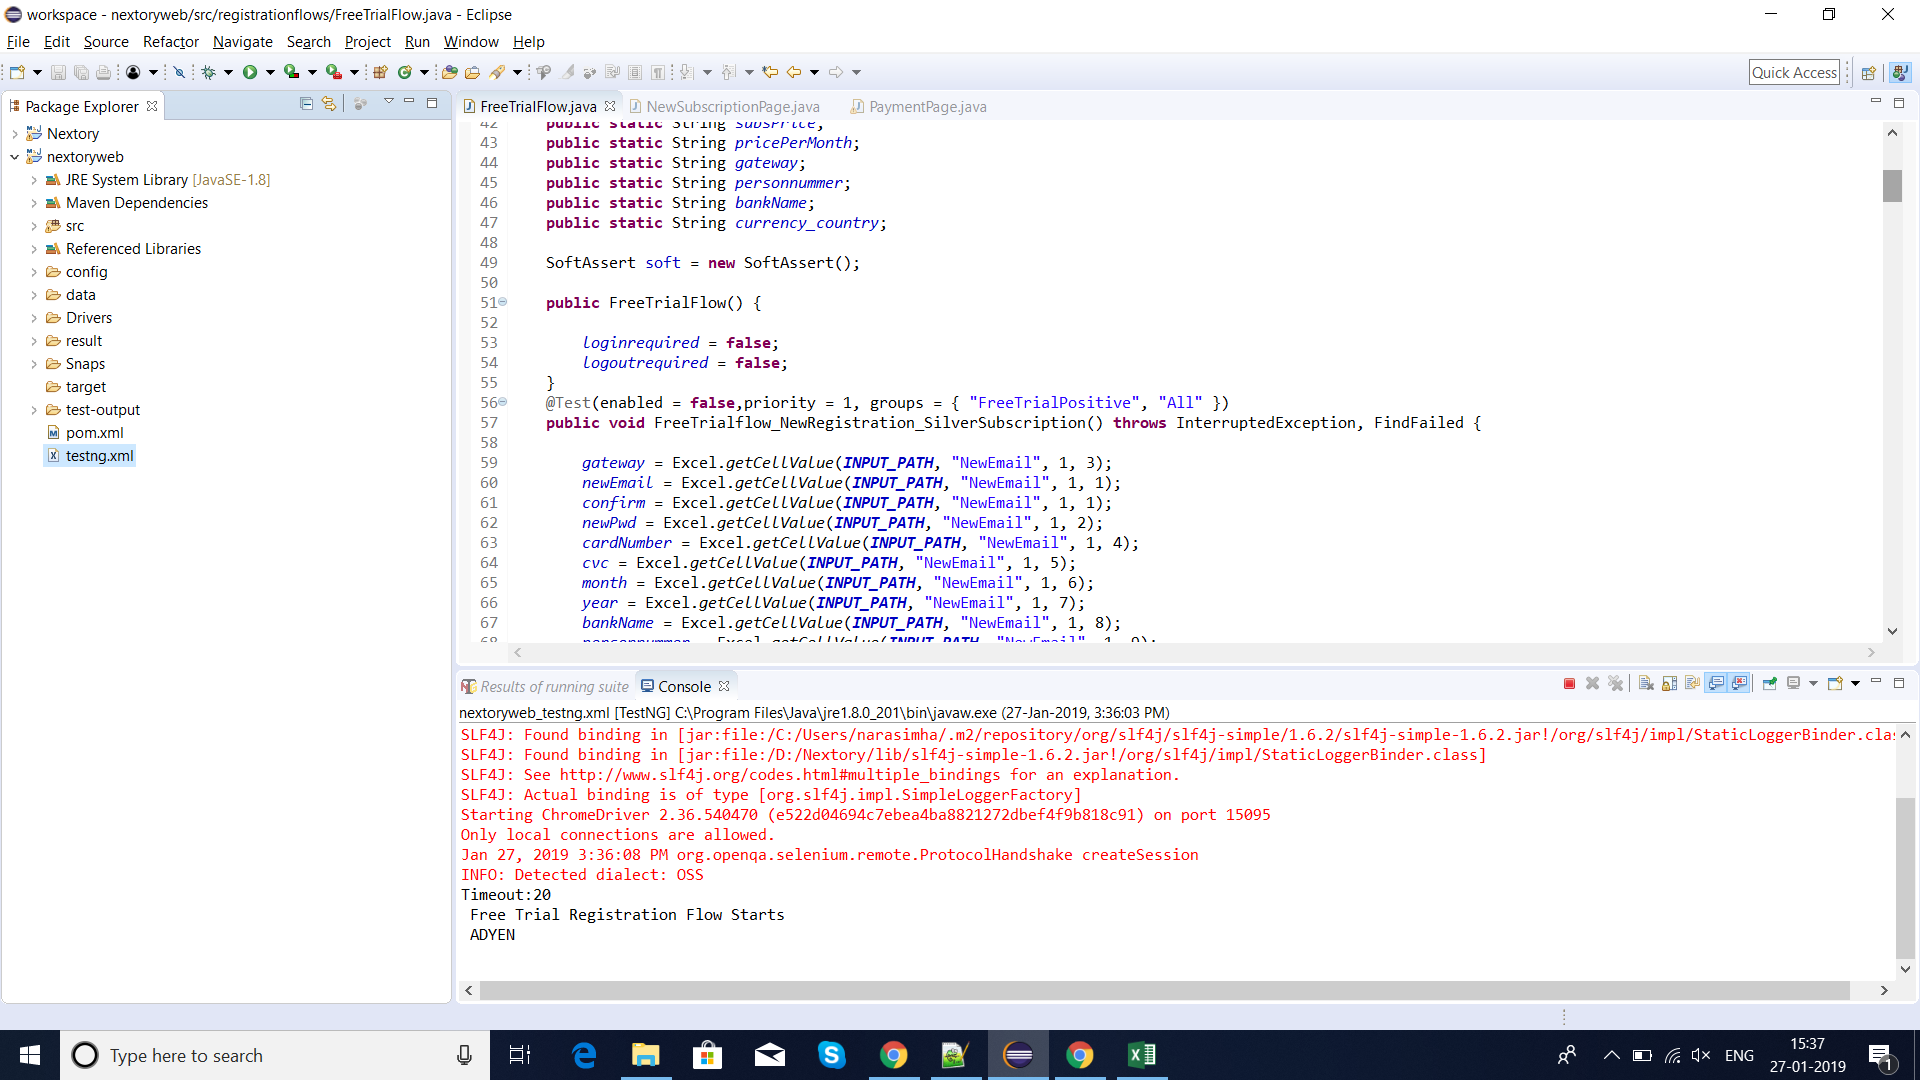 workspace - nextoryweb/src/registrationflows/FreeTrialFlow.java - Eclipse
File Edit Source Refactor Navigate Search Project Run Window Help
Quick Access
Package Explorer
Nextory
nextoryweb
JRE System Library [JavaSE-1.8]
Maven Dependencies
src
Referenced Libraries
config
data
Drivers
result
Snaps
target
test-output
pom.xml
testng.xml
FreeTrialFlow.java NewSubscriptionPage.java PaymentPage.java
42 public static String subsPrice;
43 public static String pricePerMonth;
44 public static String gateway;
45 public static String personnummer;
46 public static String bankName;
47 public static String currency_country;
48
49 SoftAssert soft = new SoftAssert();
50
51 public FreeTrialFlow() {
52
53 loginrequired = false;
54 logoutrequired = false;
55 }
56 @Test(enabled = false,priority = 1, groups = { "FreeTrialPositive", "All" })
57 public void FreeTrialflow_NewRegistration_SilverSubscription() throws InterruptedException, FindFailed {
58
59 gateway = Excel.getCellValue(INPUT_PATH, "NewEmail", 1, 3);
60 newEmail = Excel.getCellValue(INPUT_PATH, "NewEmail", 1, 1);
61 confirm = Excel.getCellValue(INPUT_PATH, "NewEmail", 1, 1);
62 newPwd = Excel.getCellValue(INPUT_PATH, "NewEmail", 1, 2);
63 cardNumber = Excel.getCellValue(INPUT_PATH, "NewEmail", 1, 4);
64 cvc = Excel.getCellValue(INPUT_PATH, "NewEmail", 1, 5);
65 month = Excel.getCellValue(INPUT_PATH, "NewEmail", 1, 6);
66 year = Excel.getCellValue(INPUT_PATH, "NewEmail", 1, 7);
67 bankName = Excel.getCellValue(INPUT_PATH, "NewEmail", 1, 8);
68 personnummer = Excel.getCellValue(INPUT_PATH, "NewEmail", 1, 9);
Results of running suite Console
nextoryweb_testng.xml [TestNG] C:\Program Files\Java\jre1.8.0_201\bin\javaw.exe (27-Jan-2019, 3:36:03 PM)
SLF4J: Found binding in [jar:file:/C:/Users/narasimha/.m2/repository/org/slf4j/slf4j-simple/1.6.2/slf4j-simple-1.6.2.jar!/org/slf4j/impl/StaticLoggerBinder.clas
SLF4J: Found binding in [jar:file:/D:/Nextory/lib/slf4j-simple-1.6.2.jar!/org/slf4j/impl/StaticLoggerBinder.class]
SLF4J: See http://www.slf4j.org/codes.html#multiple_bindings for an explanation.
SLF4J: Actual binding is of type [org.slf4j.impl.SimpleLoggerFactory]
Starting ChromeDriver 2.36.540470 (e522d04694c7ebea4ba8821272dbef4f9b818c91) on port 15095
Only local connections are allowed.
Jan 27, 2019 3:36:08 PM org.openqa.selenium.remote.ProtocolHandshake createSession
INFO: Detected dialect: OSS
Timeout:20
Free Trial Registration Flow Starts
ADYEN
Type here to search
ENG
15:37
27-01-2019
1